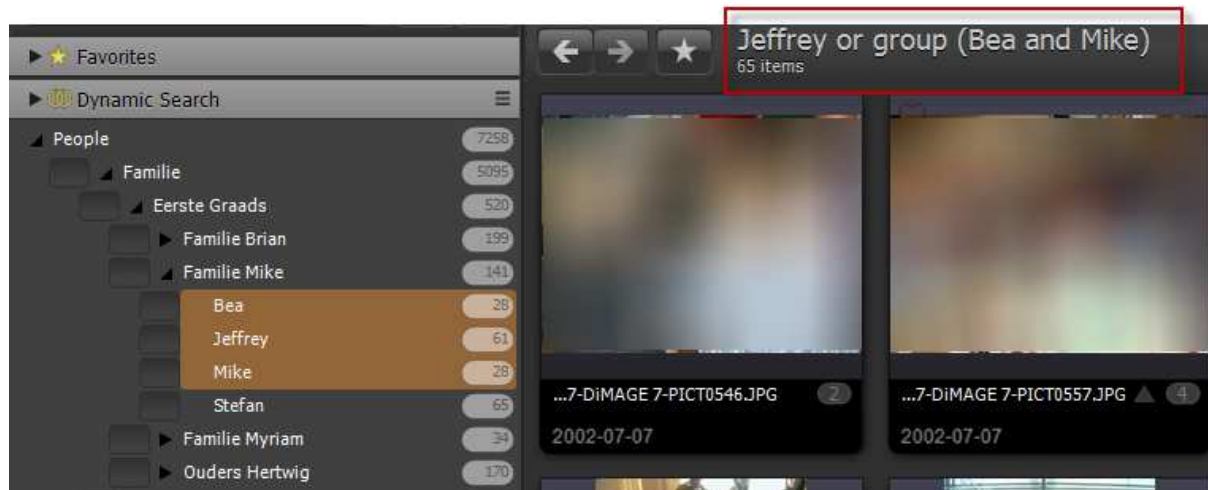 Favorites
Dynamic Search
People 7258
Familie 5095
Eerste Graads 520
Familie Brian 199
Familie Mike 141
Bea 28
Jeffrey 61
Mike 28
Stefan 65
Familie Myriam 34
Ouders Hertwig 170
Jeffrey or group (Bea and Mike)
65 items
...7-DiMAGE 7-PICT0546.JPG 2
2002-07-07
...7-DiMAGE 7-PICT0557.JPG 4
2002-07-07